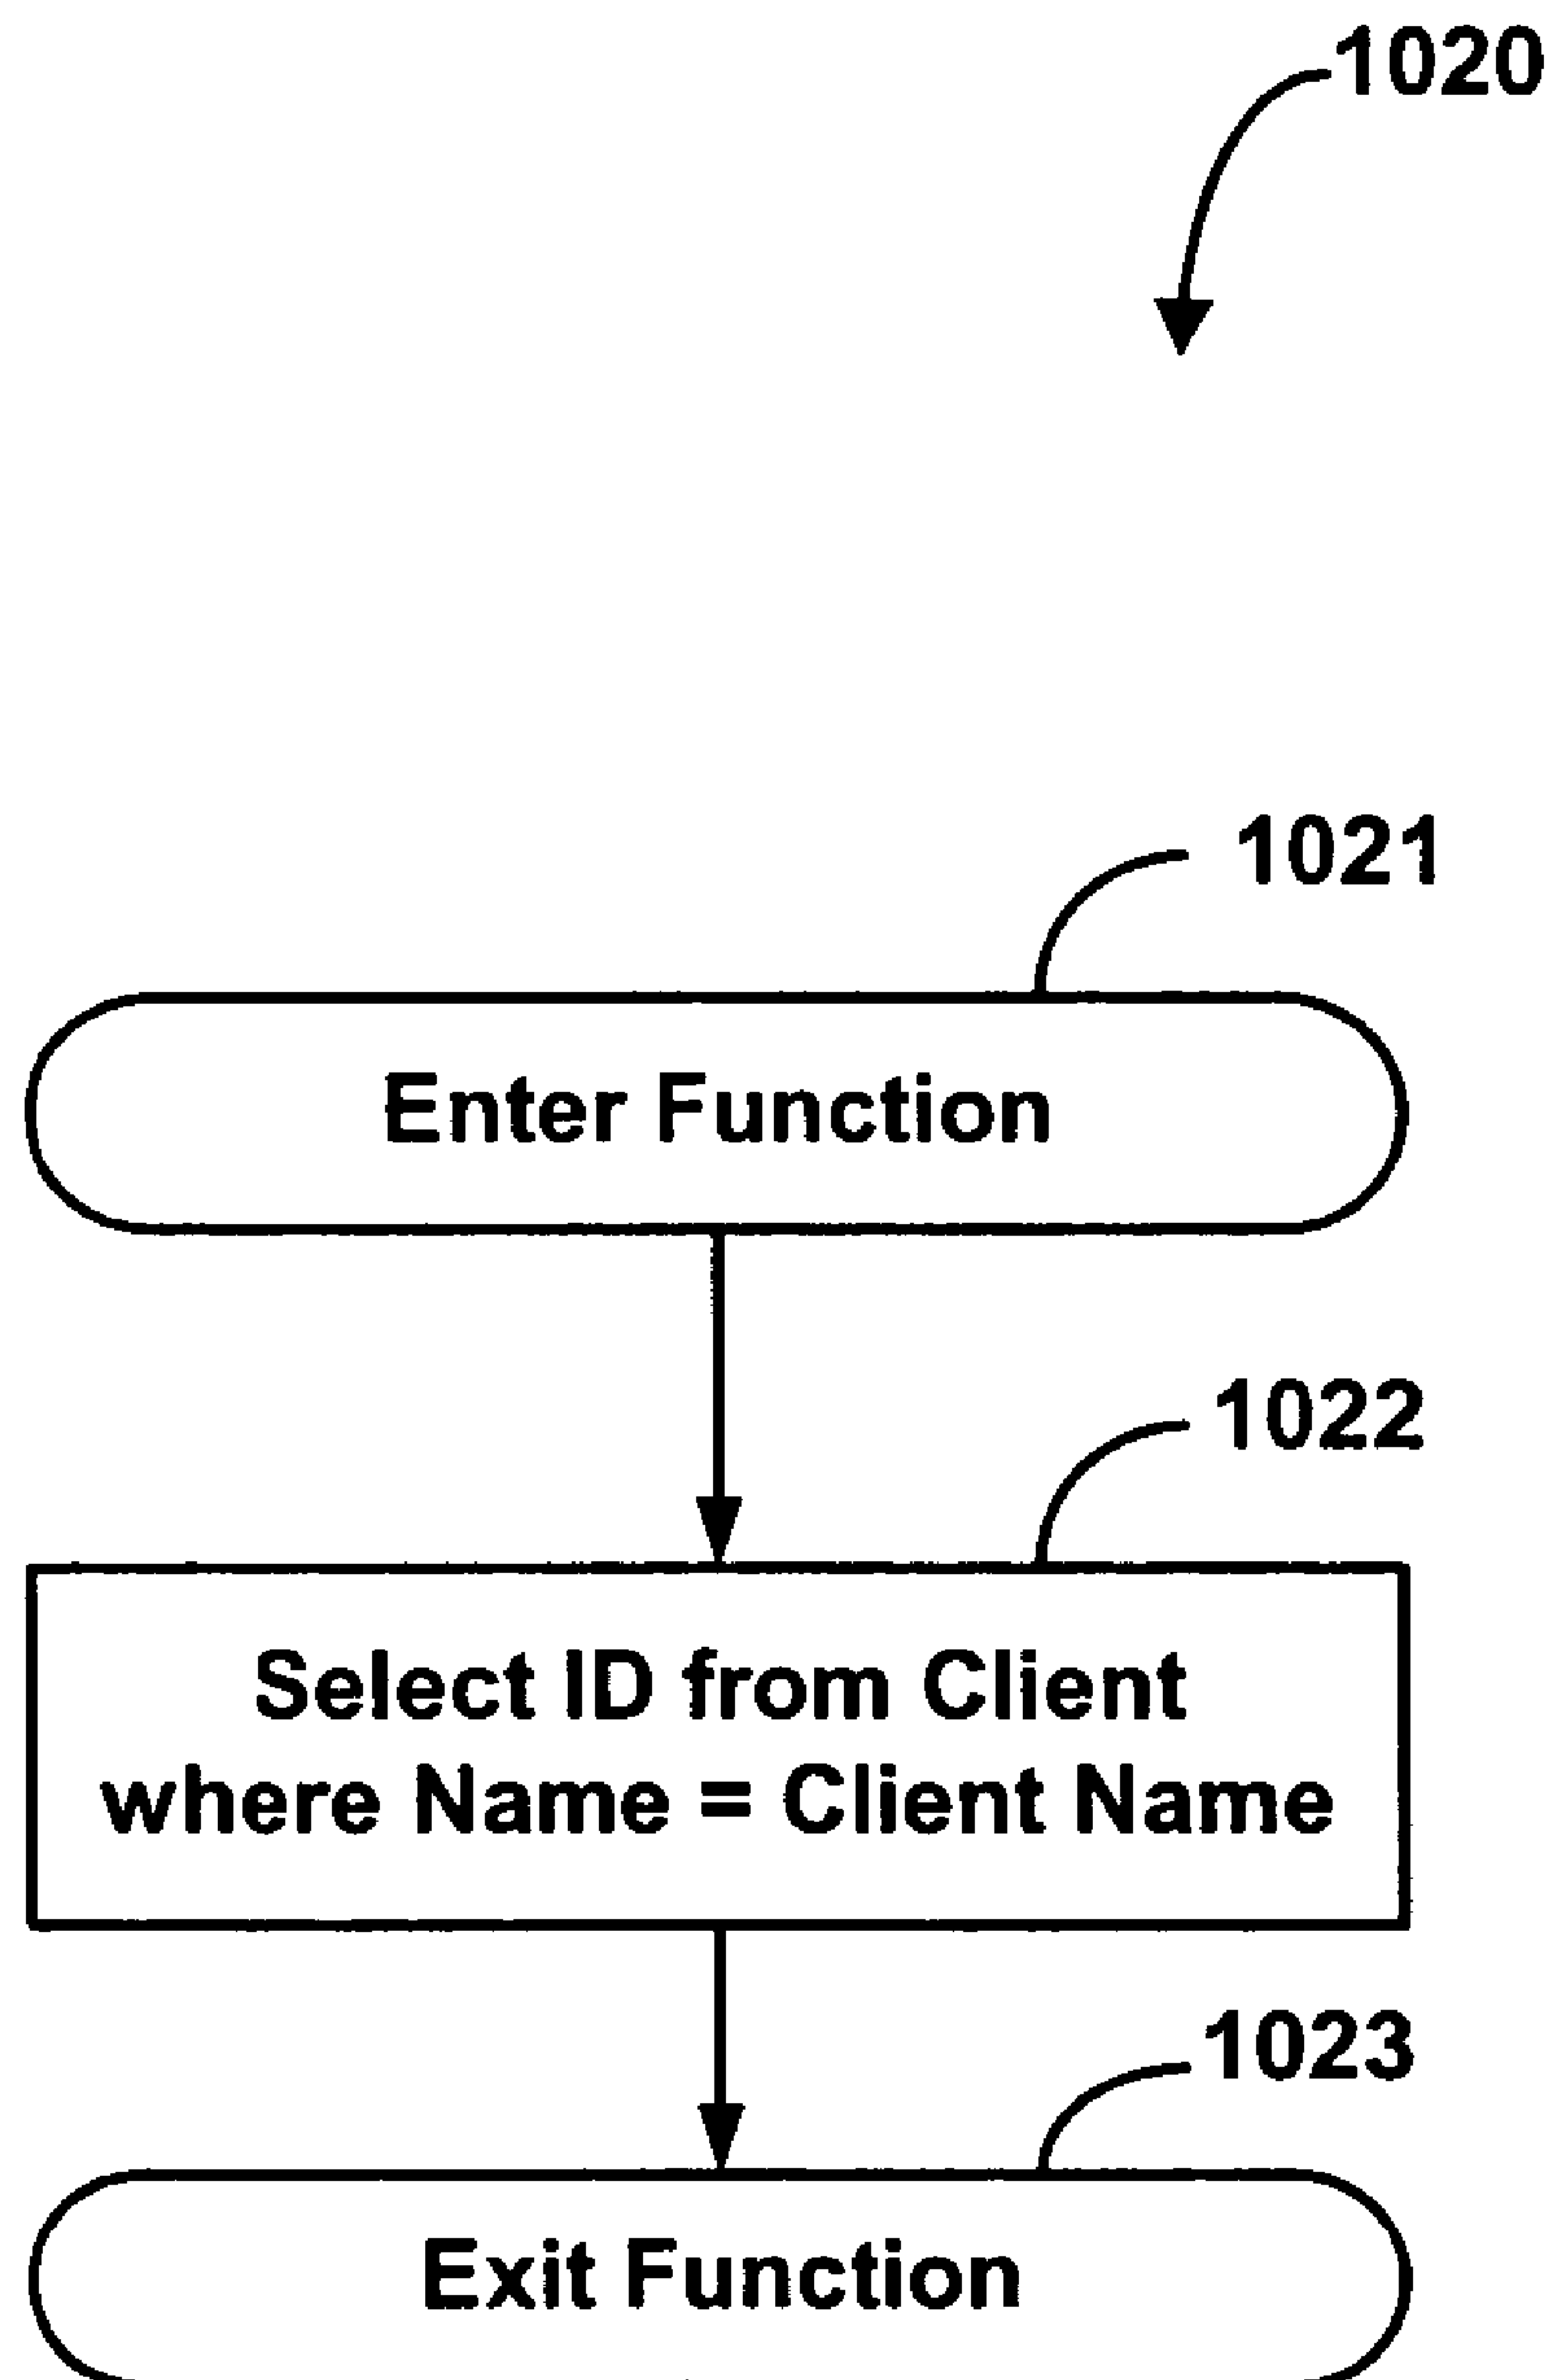 1020
1021
Enter Function
1022
Select ID from Client
where Name = Client Name
1023
Exit Function